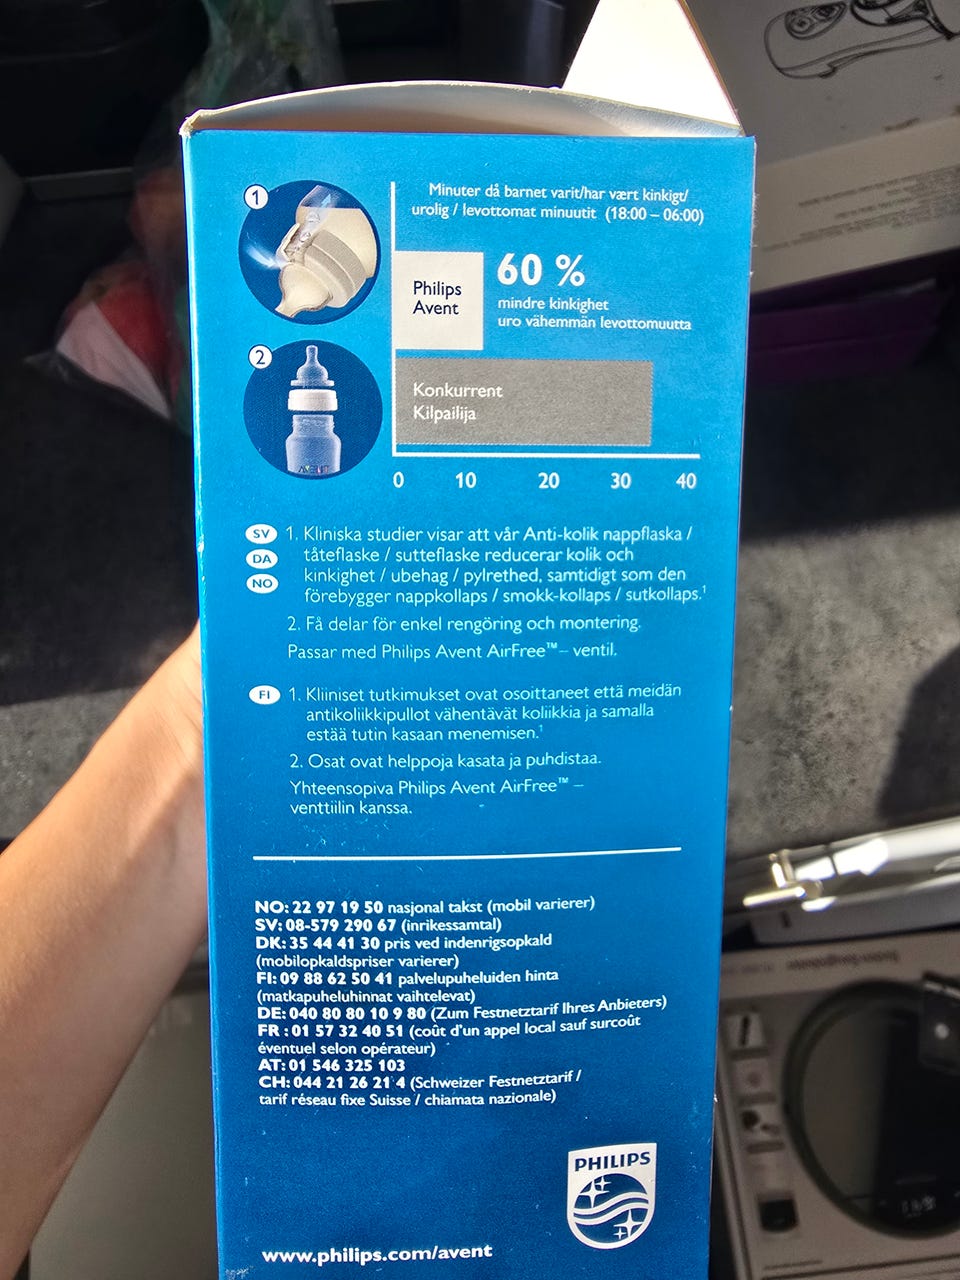 1
Minuter då barnet varit/har vært kinkigt/
urolig / levottomat minuutit (18:00 – 06:00)
Philips
Avent
60 %
mindre kinkighet
uro vähemmän levottomuutta
2
Konkurrent
Kilpailija
AVENT
0 10 20 30 40
SV
DA
NO
1. Kliniska studier visar att vår Anti-kolik nappflaska /
tåteflaske / sutteflaske reducerar kolik och
kinkighet / ubehag / pylrethed, samtidigt som den
förebygger nappkollaps / smokk-kollaps / sutkollaps.¹
2. Få delar för enkel rengöring och montering.
Passar med Philips Avent AirFree™– ventil.
FI
1. Kliiniset tutkimukset ovat osoittaneet että meidän
antikoliikkipullot vähentävät koliikkia ja samalla
estää tutin kasaan menemisen.¹
2. Osat ovat helppoja kasata ja puhdistaa.
Yhteensopiva Philips Avent AirFree™ –
venttiilin kanssa.
NO: 22 97 19 50 nasjonal takst (mobil varierer)
SV: 08-579 290 67 (inrikessamtal)
DK: 35 44 41 30 pris ved indenrigsopkald
(mobilopkaldspriser varierer)
FI: 09 88 62 50 41 palvelupuheluiden hinta
(matkapuheluhinnat vaihtelevat)
DE: 040 80 80 10 9 80 (Zum Festnetztarif Ihres Anbieters)
FR : 01 57 32 40 51 (coût d'un appel local sauf surcoût
éventuel selon opérateur)
AT: 01 546 325 103
CH: 044 21 26 21 4 (Schweizer Festnetztarif /
tarif réseau fixe Suisse / chiamata nazionale)
PHILIPS
www.philips.com/avent